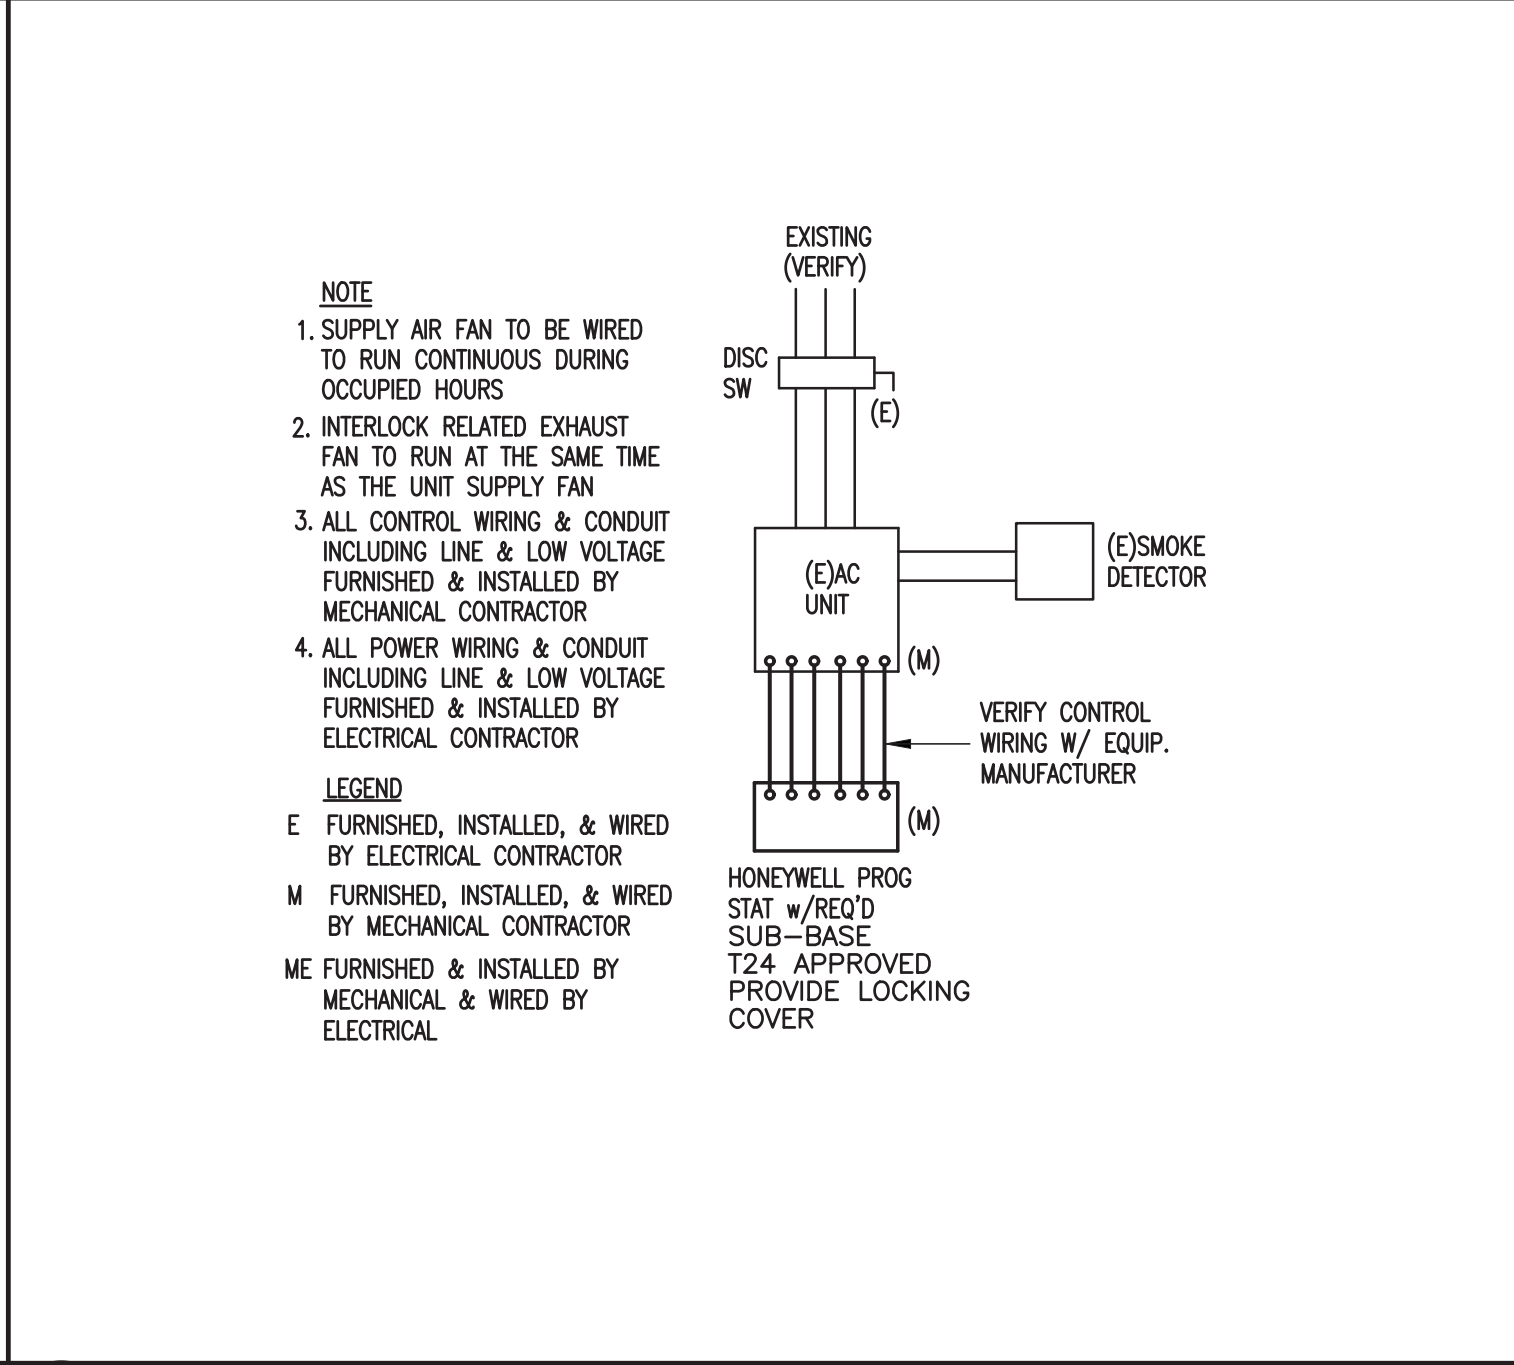 NOTE
1. SUPPLY AIR FAN TO BE WIRED
TO RUN CONTINUOUS DURING
OCCUPIED HOURS
2. INTERLOCK RELATED EXHAUST
FAN TO RUN AT THE SAME TIME
AS THE UNIT SUPPLY FAN
3. ALL CONTROL WIRING & CONDUIT
INCLUDING LINE & LOW VOLTAGE
FURNISHED & INSTALLED BY
MECHANICAL CONTRACTOR
4. ALL POWER WIRING & CONDUIT
INCLUDING LINE & LOW VOLTAGE
FURNISHED & INSTALLED BY
ELECTRICAL CONTRACTOR
LEGEND
E FURNISHED, INSTALLED, & WIRED
BY ELECTRICAL CONTRACTOR
M FURNISHED, INSTALLED, & WIRED
BY MECHANICAL CONTRACTOR
ME FURNISHED & INSTALLED BY
MECHANICAL & WIRED BY
ELECTRICAL
EXISTING
(VERIFY)
DISC
SW
(E)
(E)AC
UNIT
(E)SMOKE
DETECTOR
(M)
VERIFY CONTROL
WIRING W/ EQUIP.
MANUFACTURER
(M)
HONEYWELL PROG
STAT w/REQ'D
SUB-BASE
T24 APPROVED
PROVIDE LOCKING
COVER